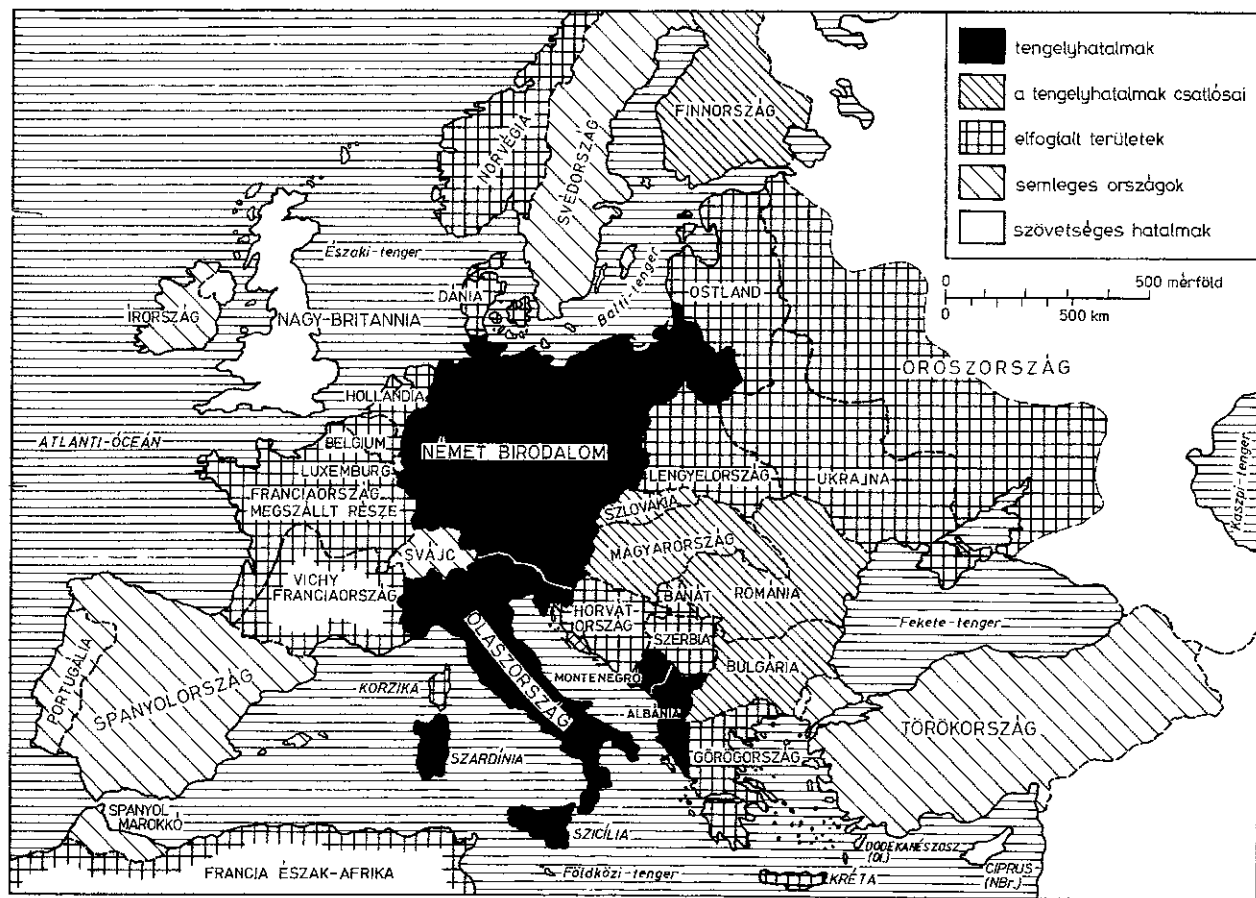 tengelyhatalmak
a tengelyhatalmak csatlósai
elfoglalt területek
semleges országok
szövetséges hatalmak
0 500 mérföld
0 500 km
FINNORSZÁG
NORVÉGIA
SVÉDORSZÁG
Északi-tenger
Balti-tenger
DÁNIA
OSTLAND
ÍRORSZÁG
NAGY-BRITANNIA
OROSZORSZÁG
HOLLANDIA
ATLANTI-ÓCEÁN
BELGIUM
NÉMET BIRODALOM
LUXEMBURG
LENGYELORSZÁG
UKRAJNA
Kaszpi-tenger
FRANCIAORSZÁG
MEGSZÁLLT RÉSZE
SZLOVÁKIA
MAGYARORSZÁG
SVÁJC
VICHY
FRANCIAORSZÁG
BÁNÁT
ROMÁNIA
HORVÁT-
ORSZÁG
SZERBIA
Fekete-tenger
OLASZORSZÁG
BULGÁRIA
MONTENEGRÓ
PORTUGÁLIA
SPANYOLORSZÁG
KORZIKA
ALBÁNIA
TÖRÖKORSZÁG
SZARDÍNIA
GÖRÖGORSZÁG
SPANYOL
MAROKKÓ
SZICÍLIA
DODEKANÉSZOSZ
(Ol.)
FRANCIA ÉSZAK-AFRIKA
Földközi-tenger
KRÉTA
CIPRUS
(NBr.)